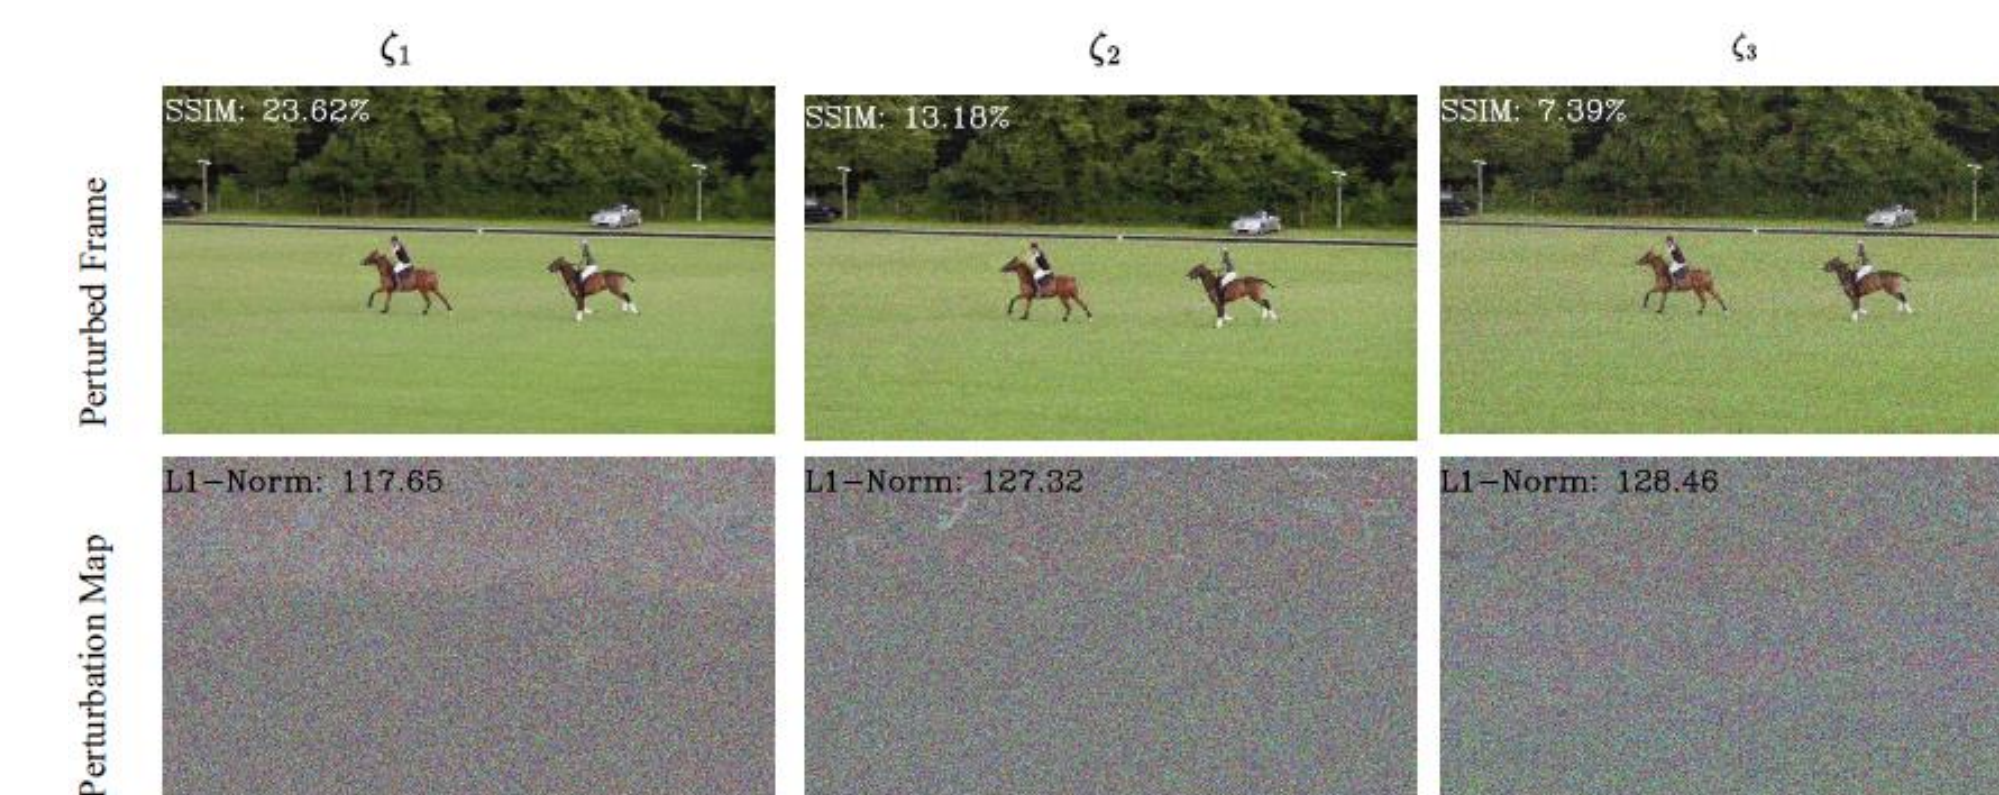 ζ1 ζ2 ζ3
SSIM: 23.62% SSIM: 13.18% SSIM: 7.39%
Perturbed Frame
L1-Norm: 117.65 L1-Norm: 127.32 L1-Norm: 128.46
Perturbation Map